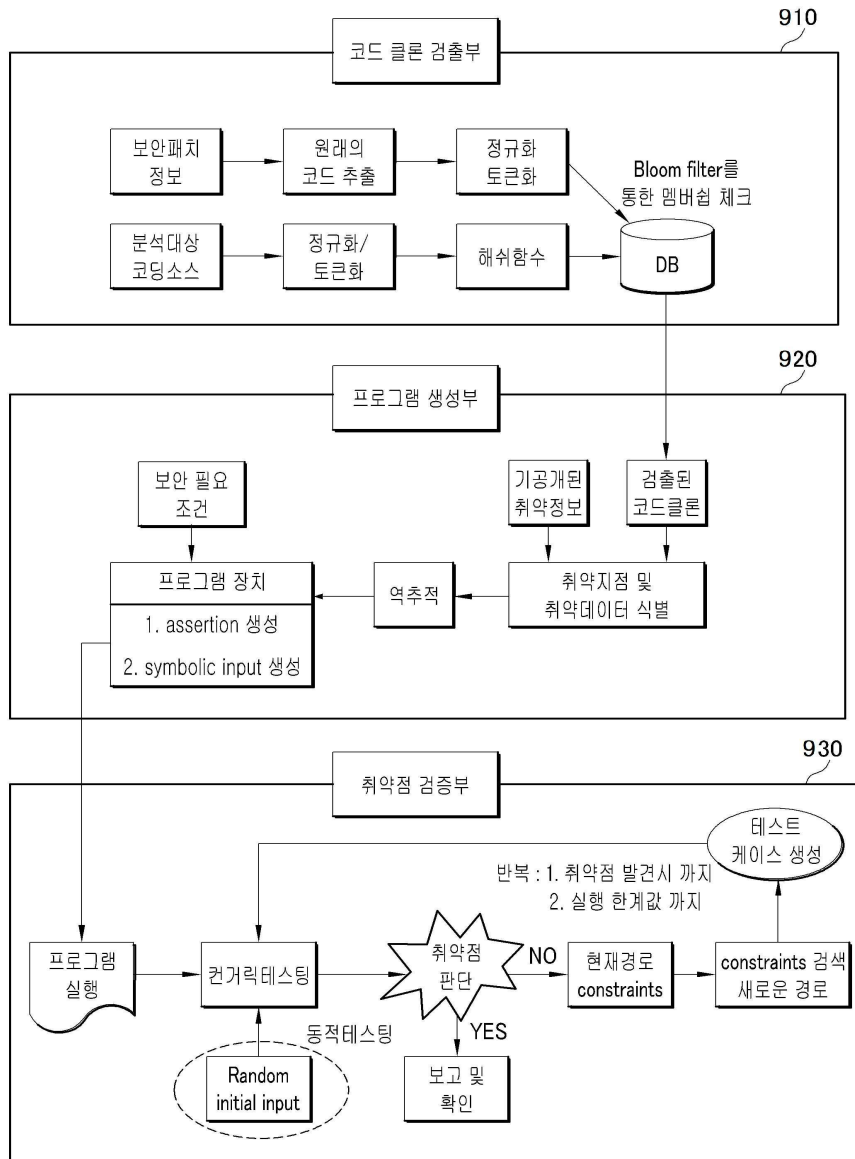 910
코드 클론 검출부
보안패치
정보
원래의
코드 추출
정규화
토큰화
Bloom filter를
통한 멤버쉽 체크
분석대상
코딩소스
정규화/
토큰화
해쉬함수
DB
920
프로그램 생성부
보안 필요
조건
기공개된
취약정보
검출된
코드클론
프로그램 장치
1. assertion 생성
2. symbolic input 생성
역추적
취약지점 및
취약데이터 식별
930
취약점 검증부
테스트
케이스 생성
반복 : 1. 취약점 발견시 까지
2. 실행 한계값 까지
프로그램
실행
컨거릭테스팅
취약점
판단
NO
현재경로
constraints
constraints 검색
새로운 경로
YES
동적테스팅
Random
initial input
보고 및
확인